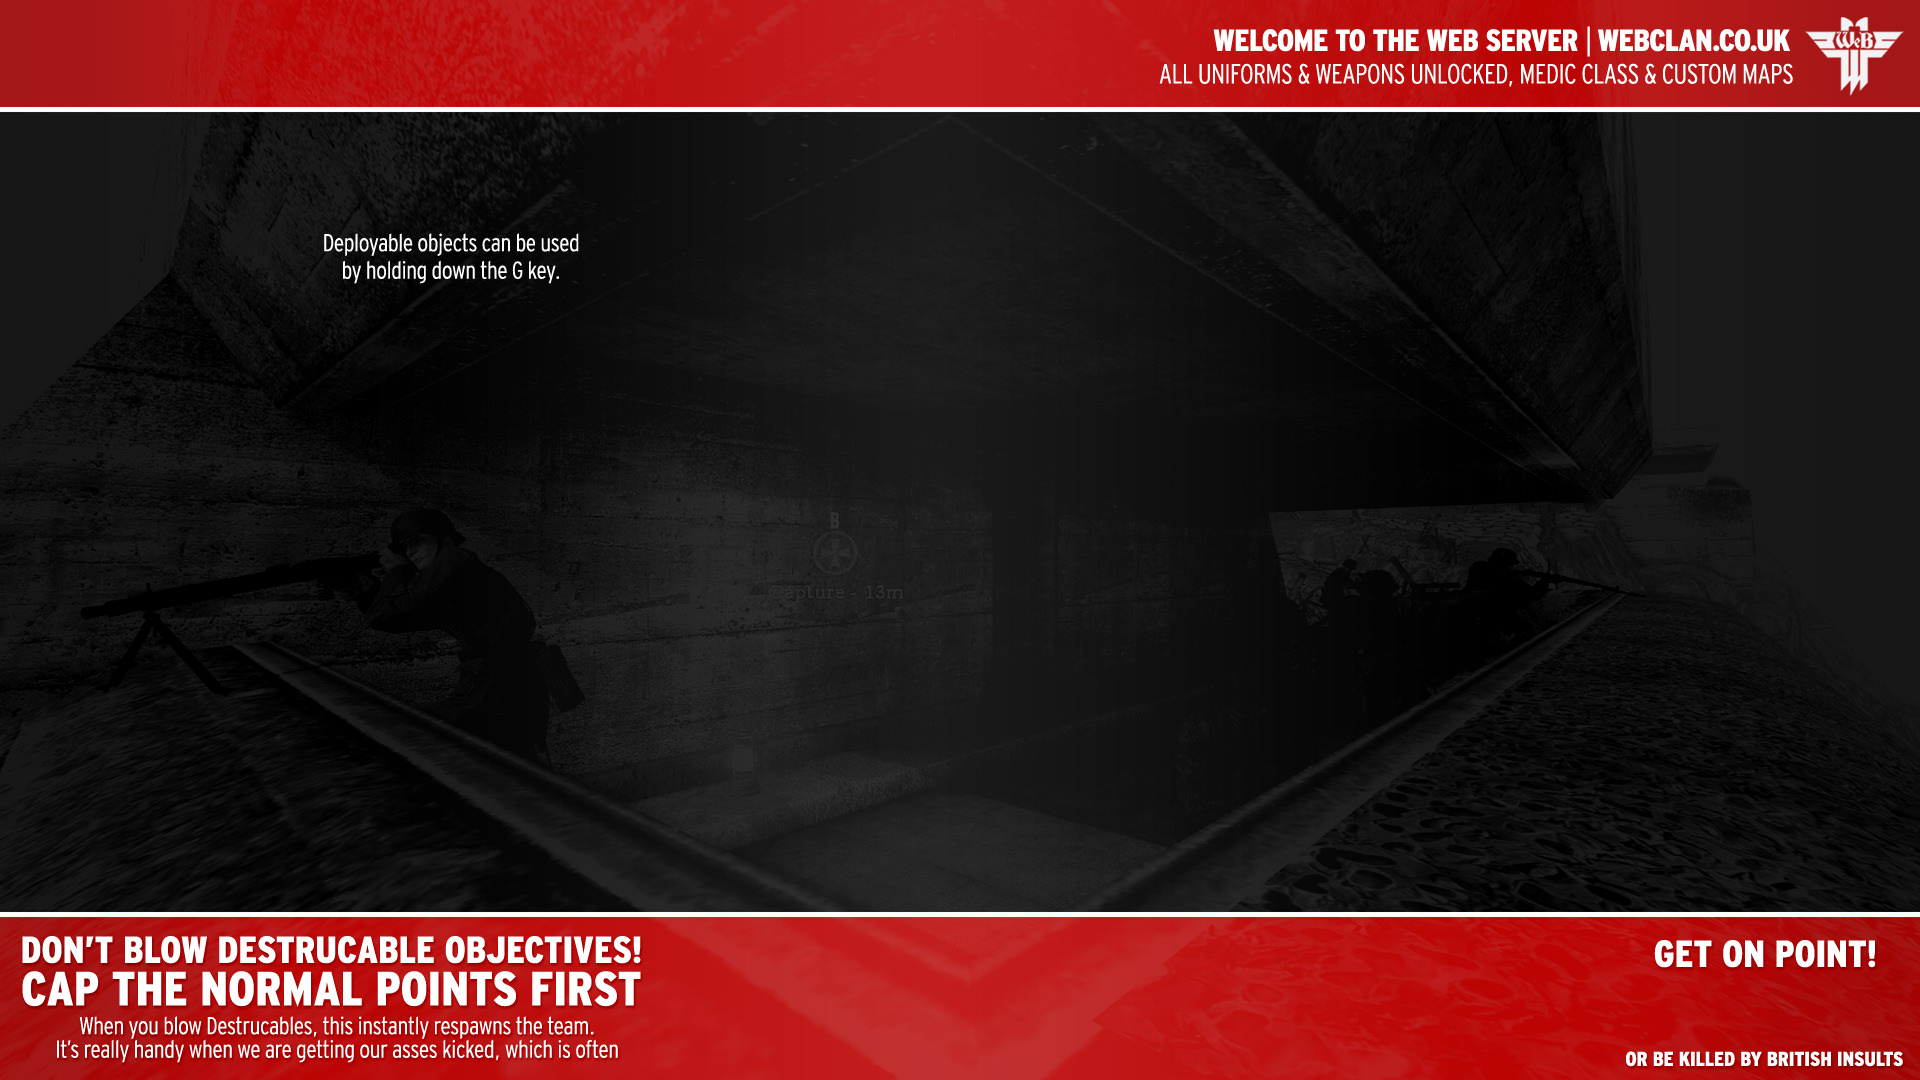 WELCOME TO THE WEB SERVER | WEBCLAN.CO.UK
ALL UNIFORMS & WEAPONS UNLOCKED, MEDIC CLASS & CUSTOM MAPS
WeB
Deployable objects can be used
by holding down the G key.
B
Capture - 13m
DON'T BLOW DESTRUCABLE OBJECTIVES!
CAP THE NORMAL POINTS FIRST
When you blow Destrucables, this instantly respawns the team.
It's really handy when we are getting our asses kicked, which is often
GET ON POINT!
OR BE KILLED BY BRITISH INSULTS